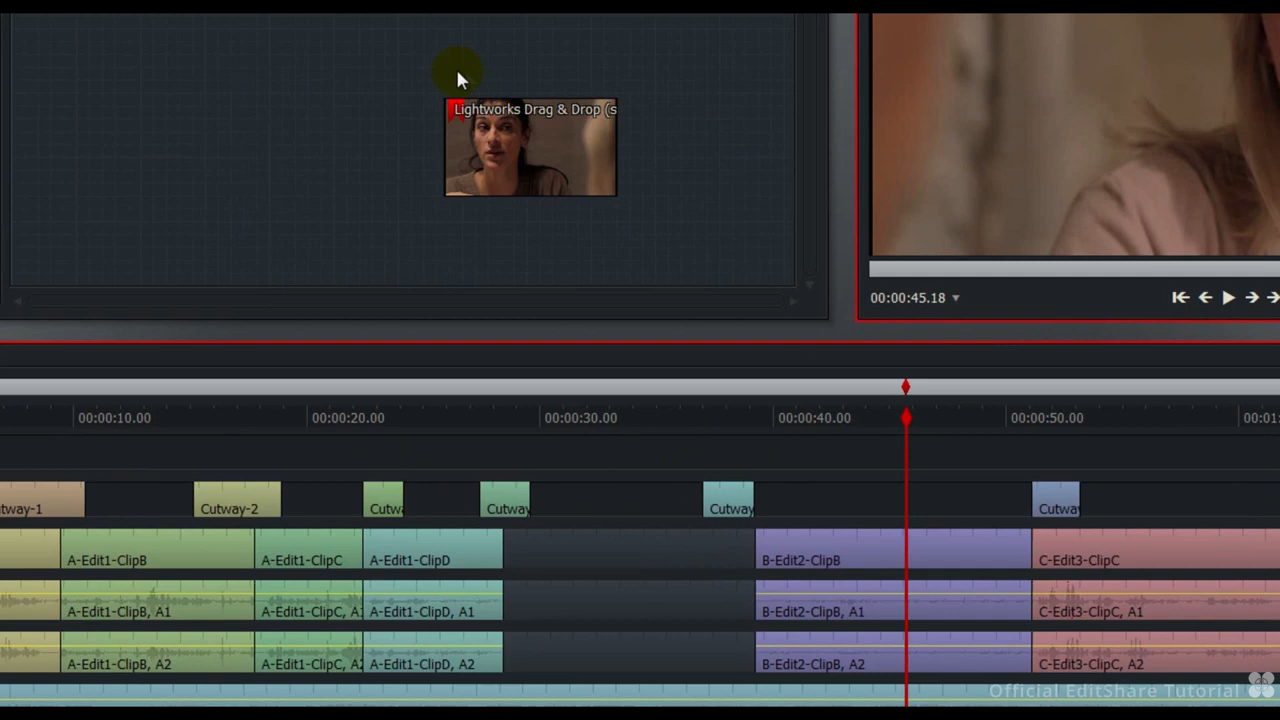 Lightworks Drag & Drop (s
00:00:45.18
00:00:10.00
00:00:20.00
00:00:30.00
00:00:40.00
00:00:50.00
00:01:
tway-1
Cutway-2
Cutwa
Cutway
Cutway
Cutway
A-Edit1-ClipB
A-Edit1-ClipC
A-Edit1-ClipD
B-Edit2-ClipB
C-Edit3-ClipC
A-Edit1-ClipB, A1
A-Edit1-ClipC, A1
A-Edit1-ClipD, A1
B-Edit2-ClipB, A1
C-Edit3-ClipC, A1
A-Edit1-ClipB, A2
A-Edit1-ClipC, A2
A-Edit1-ClipD, A2
B-Edit2-ClipB, A2
C-Edit3-ClipC, A2
Official EditShare Tutorial